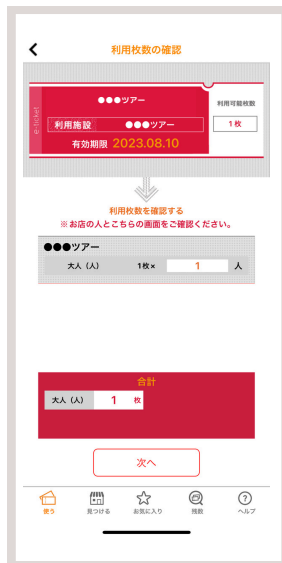 利用枚数の確認
e-ticket
●●●ツアー
利用可能枚数
利用施設 ●●●ツアー
1枚
有効期限 2023.08.10
利用枚数を確認する
※お店の人とこちらの画面をご確認ください。
●●●ツアー
大人（人） 1枚× 1 人
合計
大人（人） 1 枚
次へ
使う 見つける お気に入り 残数 ヘルプ